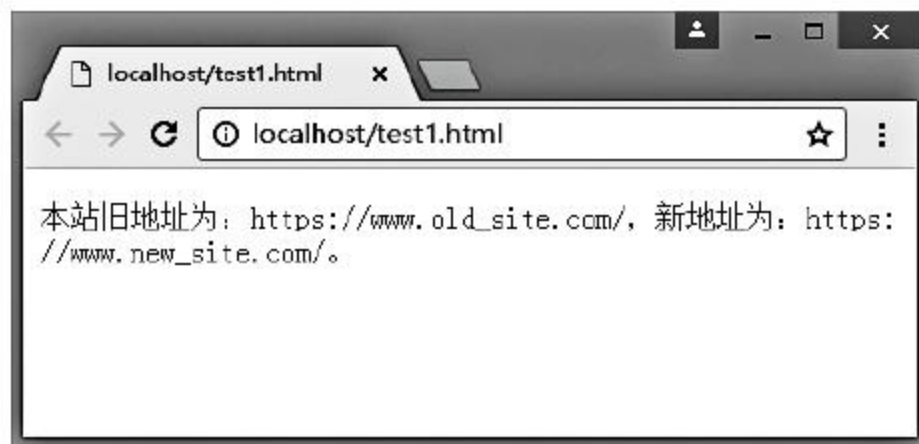 localhost/test1.html
localhost/test1.html
本站旧地址为：https://www.old_site.com/，新地址为：https:
//www.new_site.com/。